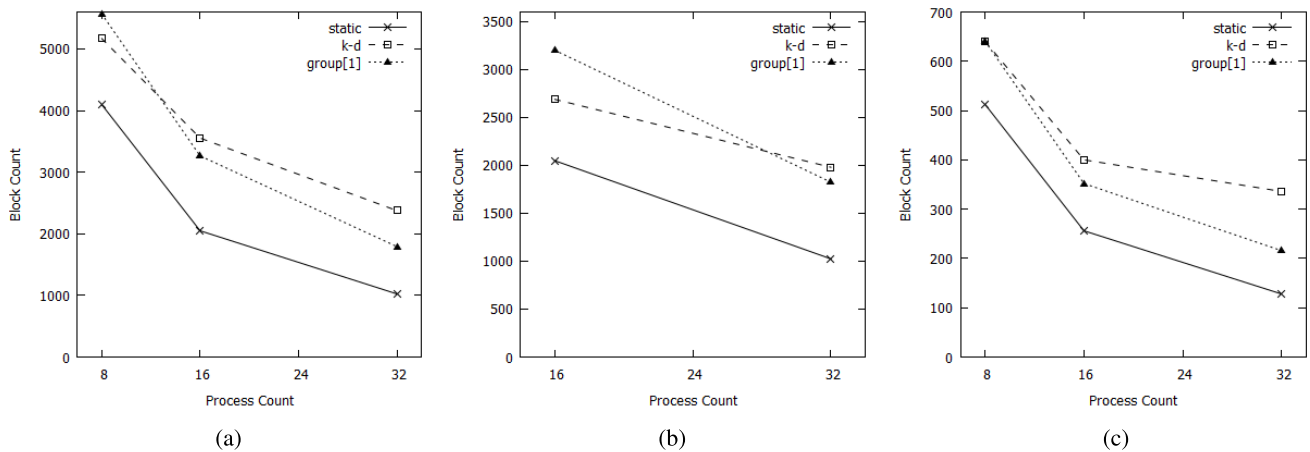 5000
4000
3000
2000
1000
0
Block Count
static
k-d
group[1]
8
16
24
32
Process Count
(a)
3500
3000
2500
2000
1500
1000
500
0
Block Count
static
k-d
group[1]
16
24
32
Process Count
(b)
700
600
500
400
300
200
100
0
Block Count
static
k-d
group[1]
8
16
24
32
Process Count
(c)